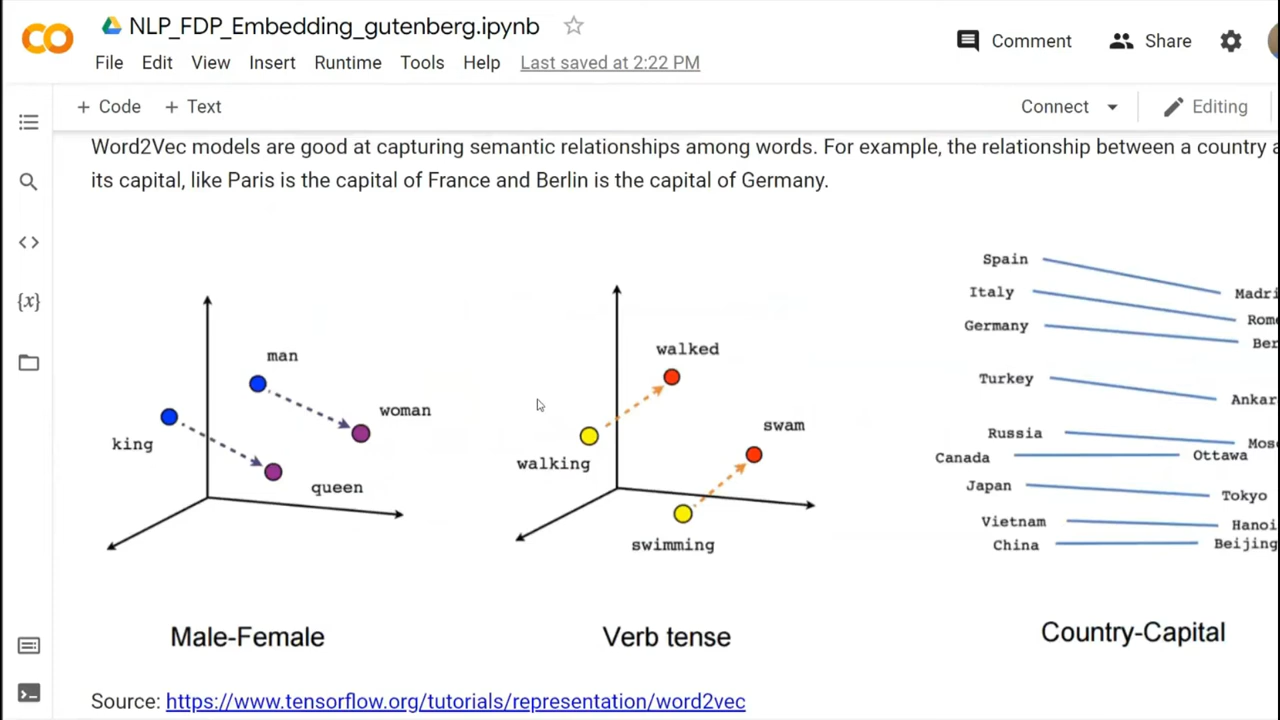 NLP_FDP_Embedding_gutenberg.ipynb
Comment
Share
File Edit View Insert Runtime Tools Help Last saved at 2:22 PM
+ Code + Text
Connect
Editing
Word2Vec models are good at capturing semantic relationships among words. For example, the relationship between a country a
its capital, like Paris is the capital of France and Berlin is the capital of Germany.
man
woman
king
queen
Male-Female
walked
swam
walking
swimming
Verb tense
Spain Madri
Italy Rome
Germany Ber
Turkey Ankar
Russia Mos
Canada Ottawa
Japan Tokyo
Vietnam Hanoi
China Beijing
Country-Capital
Source: https://www.tensorflow.org/tutorials/representation/word2vec